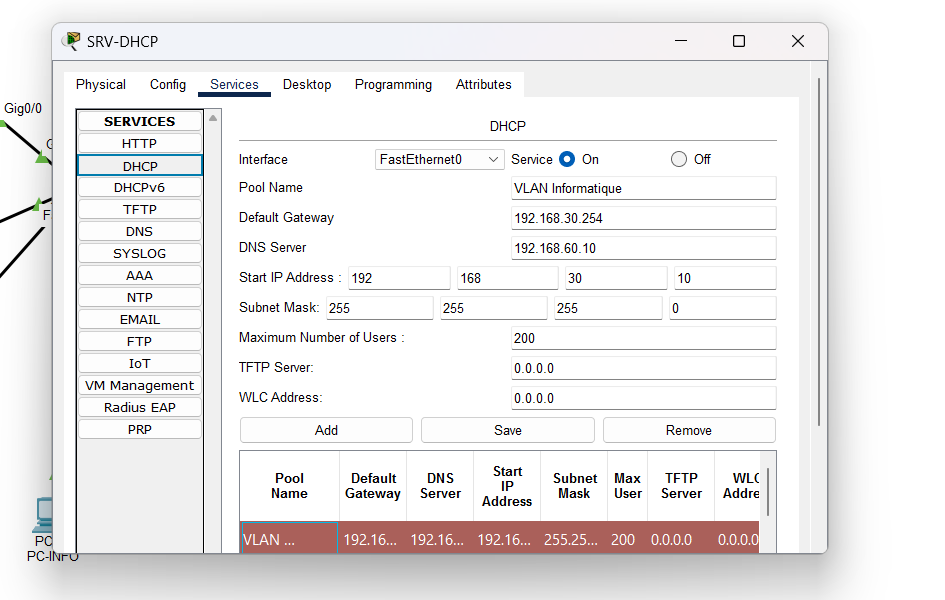 SRV-DHCP
Physical Config Services Desktop Programming Attributes
Gig0/0
SERVICES
HTTP
DHCP
DHCPv6
TFTP
DNS
SYSLOG
AAA
NTP
EMAIL
FTP
IoT
VM Management
Radius EAP
PRP
DHCP
Interface FastEthernet0 Service On Off
Pool Name VLAN Informatique
Default Gateway 192.168.30.254
DNS Server 192.168.60.10
Start IP Address : 192 168 30 10
Subnet Mask: 255 255 255 0
Maximum Number of Users : 200
TFTP Server: 0.0.0.0
WLC Address: 0.0.0.0
Add Save Remove
Pool Name Default Gateway DNS Server Start IP Address Subnet Mask Max User TFTP Server WLC Addre
VLAN ... 192.16... 192.16... 192.16... 255.25... 200 0.0.0.0 0.0.0.0
PC
PC-INFO